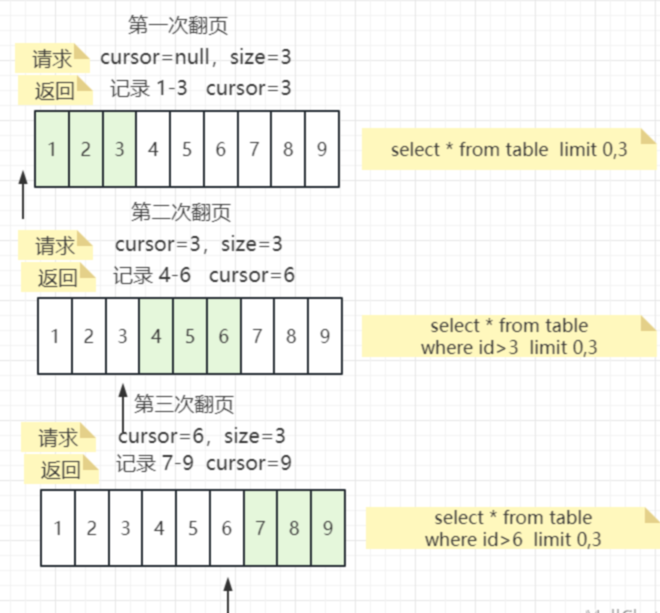 第一次翻页
请求 cursor=null，size=3
返回 记录 1-3 cursor=3
1 2 3 4 5 6 7 8 9
select * from table limit 0,3
第二次翻页
请求 cursor=3，size=3
返回 记录 4-6 cursor=6
1 2 3 4 5 6 7 8 9
select * from table
where id>3 limit 0,3
第三次翻页
请求 cursor=6，size=3
返回 记录 7-9 cursor=9
1 2 3 4 5 6 7 8 9
select * from table
where id>6 limit 0,3